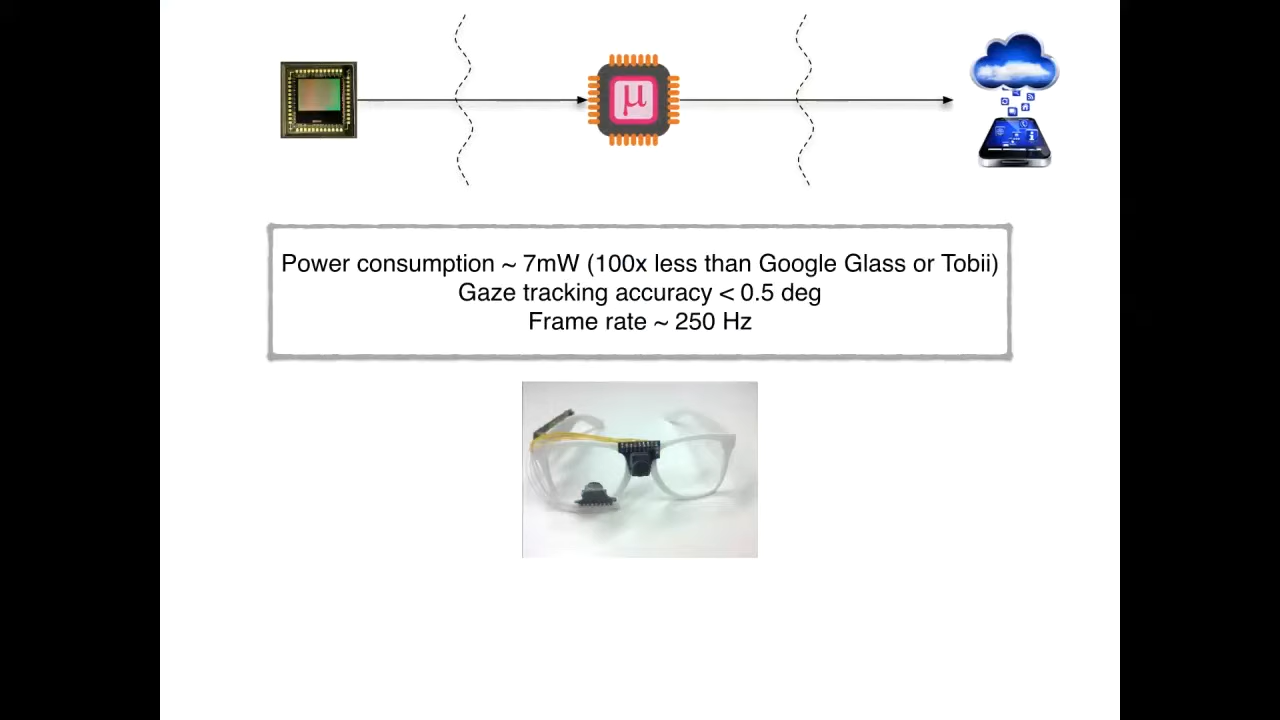 μ
Power consumption ~ 7mW (100x less than Google Glass or Tobii)
Gaze tracking accuracy < 0.5 deg
Frame rate ~ 250 Hz